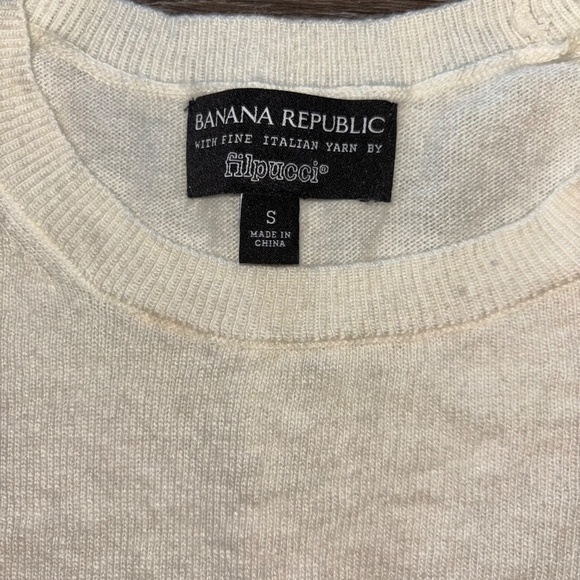 BANANA REPUBLIC
WITH FINE ITALIAN YARN BY
filpucci®
S
MADE IN
CHINA